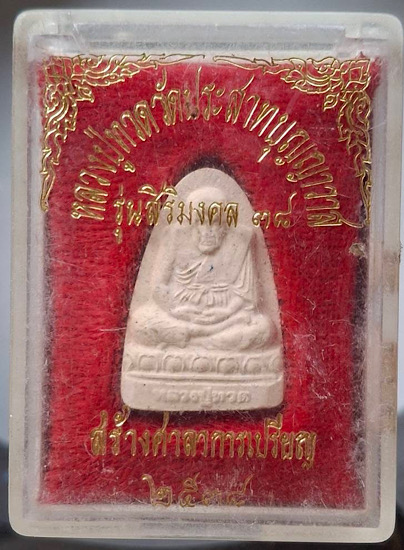 หลวงปู่ทวดวัดประสาทบุญญาวาส
รุ่นสิริมงคล ๓๘
หลวงปู่ทวด
สร้างศาลาการเปรียญ
๒๕๓๘